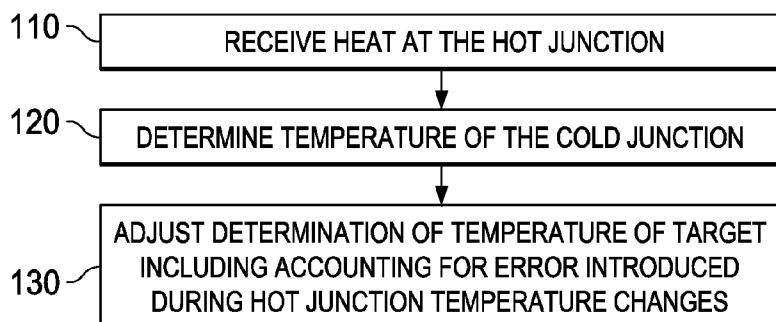 110
RECEIVE HEAT AT THE HOT JUNCTION
120
DETERMINE TEMPERATURE OF THE COLD JUNCTION
130
ADJUST DETERMINATION OF TEMPERATURE OF TARGET
INCLUDING ACCOUNTING FOR ERROR INTRODUCED
DURING HOT JUNCTION TEMPERATURE CHANGES